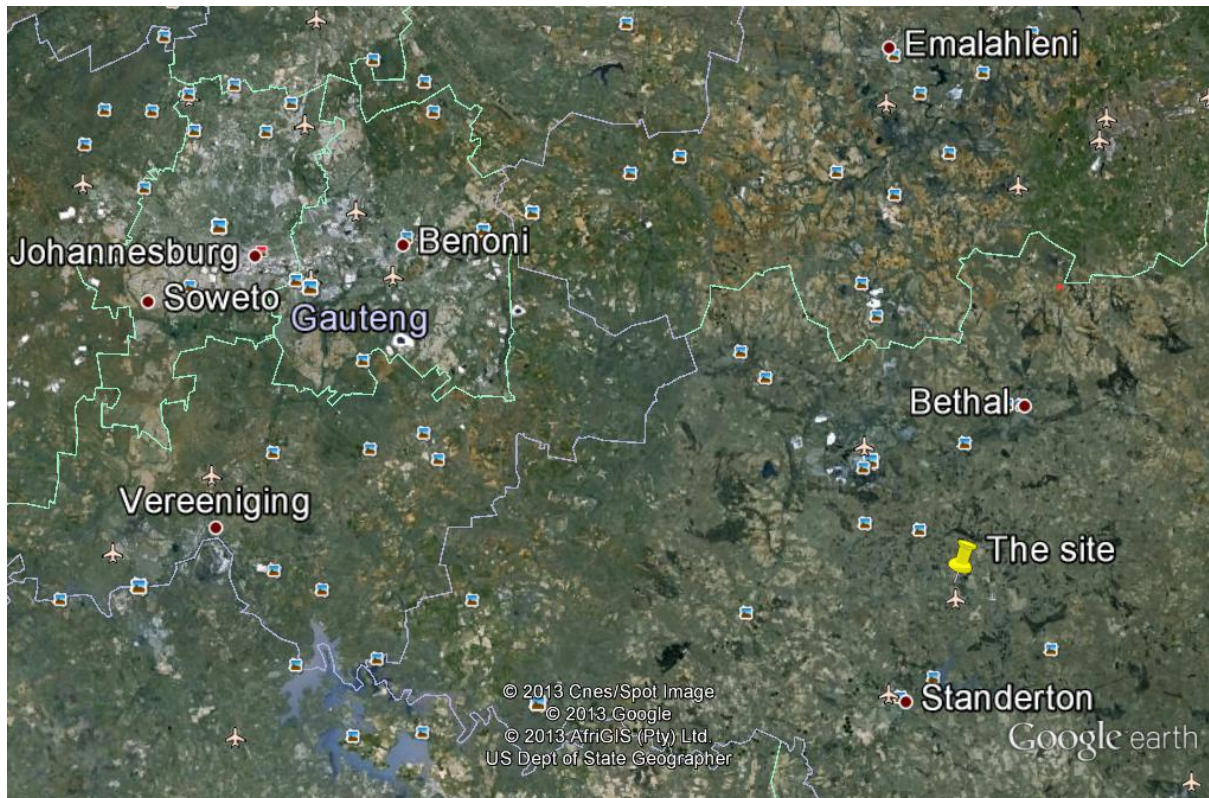 Emalahleni
Johannesburg
Benoni
Soweto
Gauteng
Bethal
Vereeniging
The site
Standerton
© 2013 Cnes/Spot Image
© 2013 Google
© 2013 AfriGIS (Pty) Ltd.
US Dept of State Geographer
Google earth